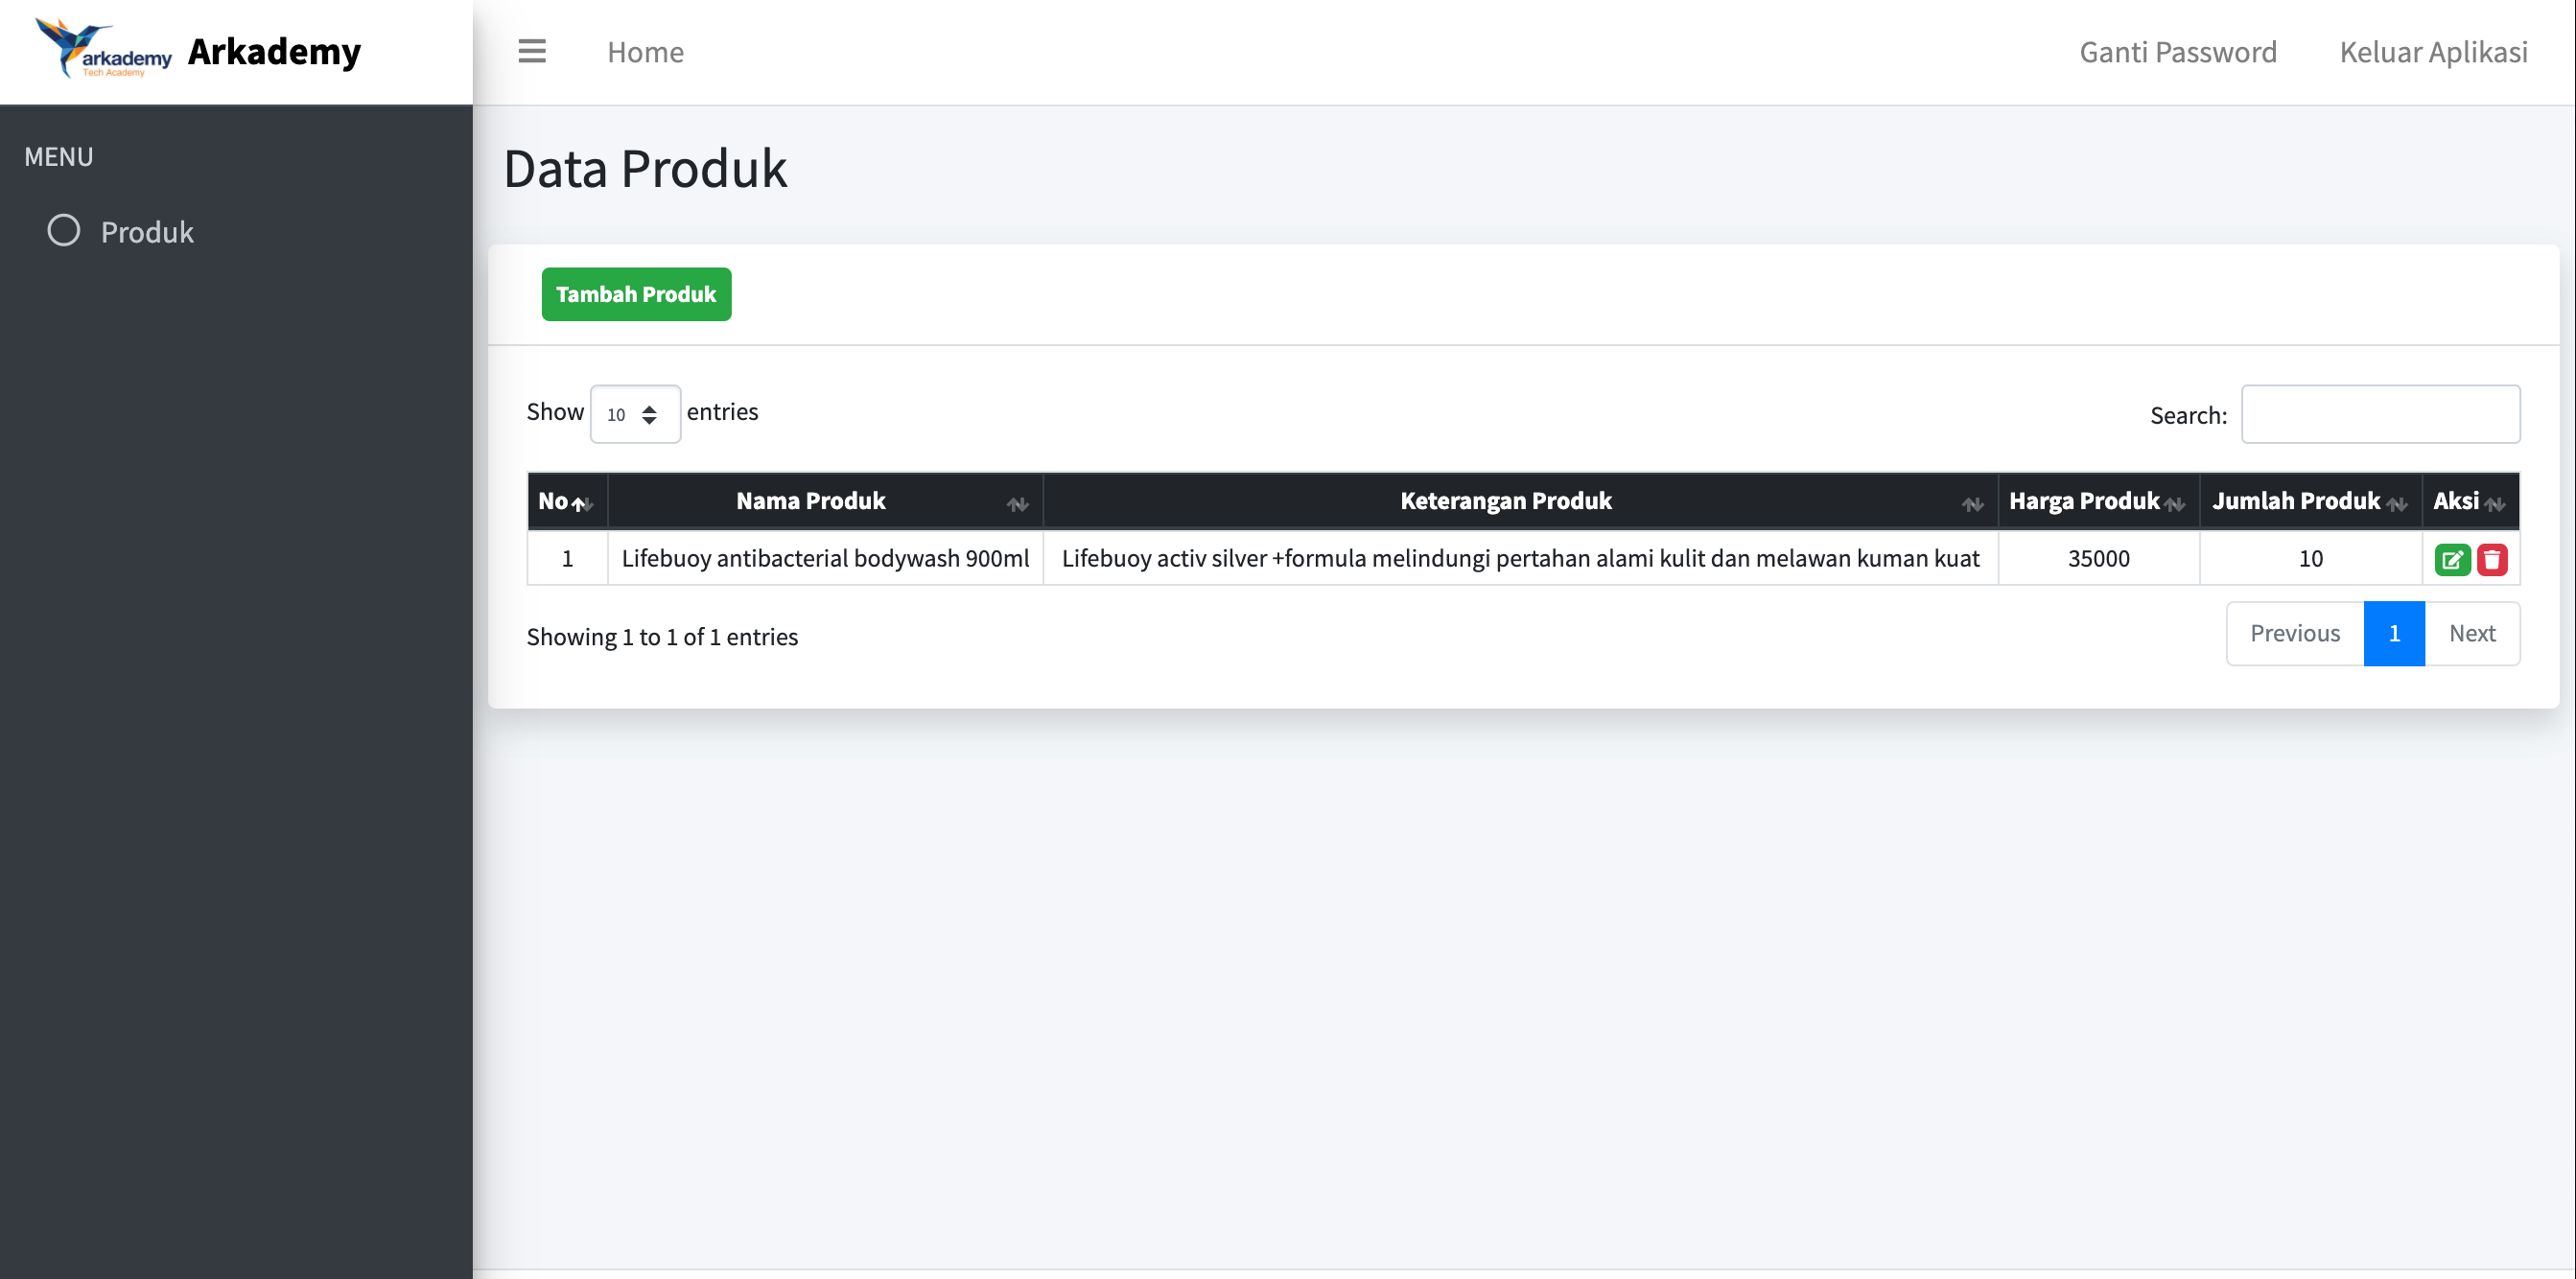 arkademy
Tech Academy
Arkademy
Home
Ganti Password
Keluar Aplikasi
MENU
Produk
Data Produk
Tambah Produk
Show 10 entries
Search:
No Nama Produk Keterangan Produk Harga Produk Jumlah Produk Aksi
1 Lifebuoy antibacterial bodywash 900ml Lifebuoy activ silver +formula melindungi pertahan alami kulit dan melawan kuman kuat 35000 10
Showing 1 to 1 of 1 entries
Previous 1 Next